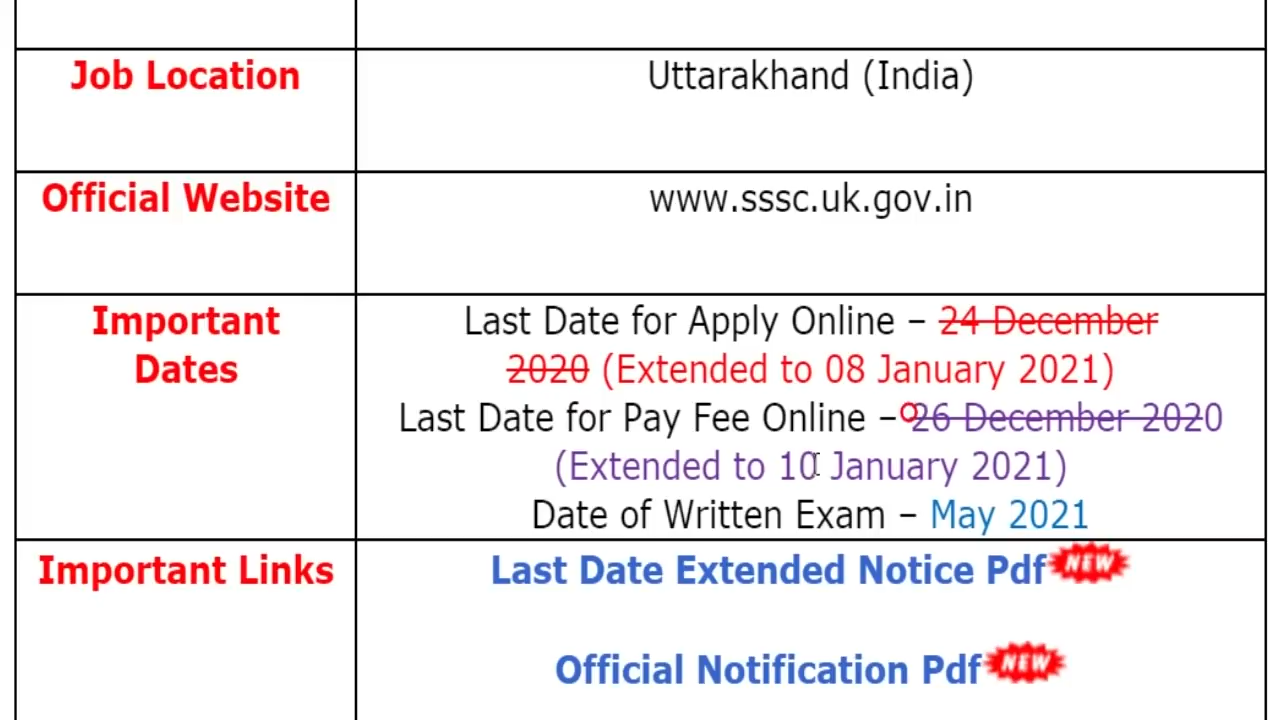 Job Location
Uttarakhand (India)
Official Website
www.sssc.uk.gov.in
Important
Dates
Last Date for Apply Online – 24 December
2020 (Extended to 08 January 2021)
Last Date for Pay Fee Online – 26 December 2020
(Extended to 10 January 2021)
Date of Written Exam – May 2021
Important Links
Last Date Extended Notice Pdf NEW
Official Notification Pdf NEW